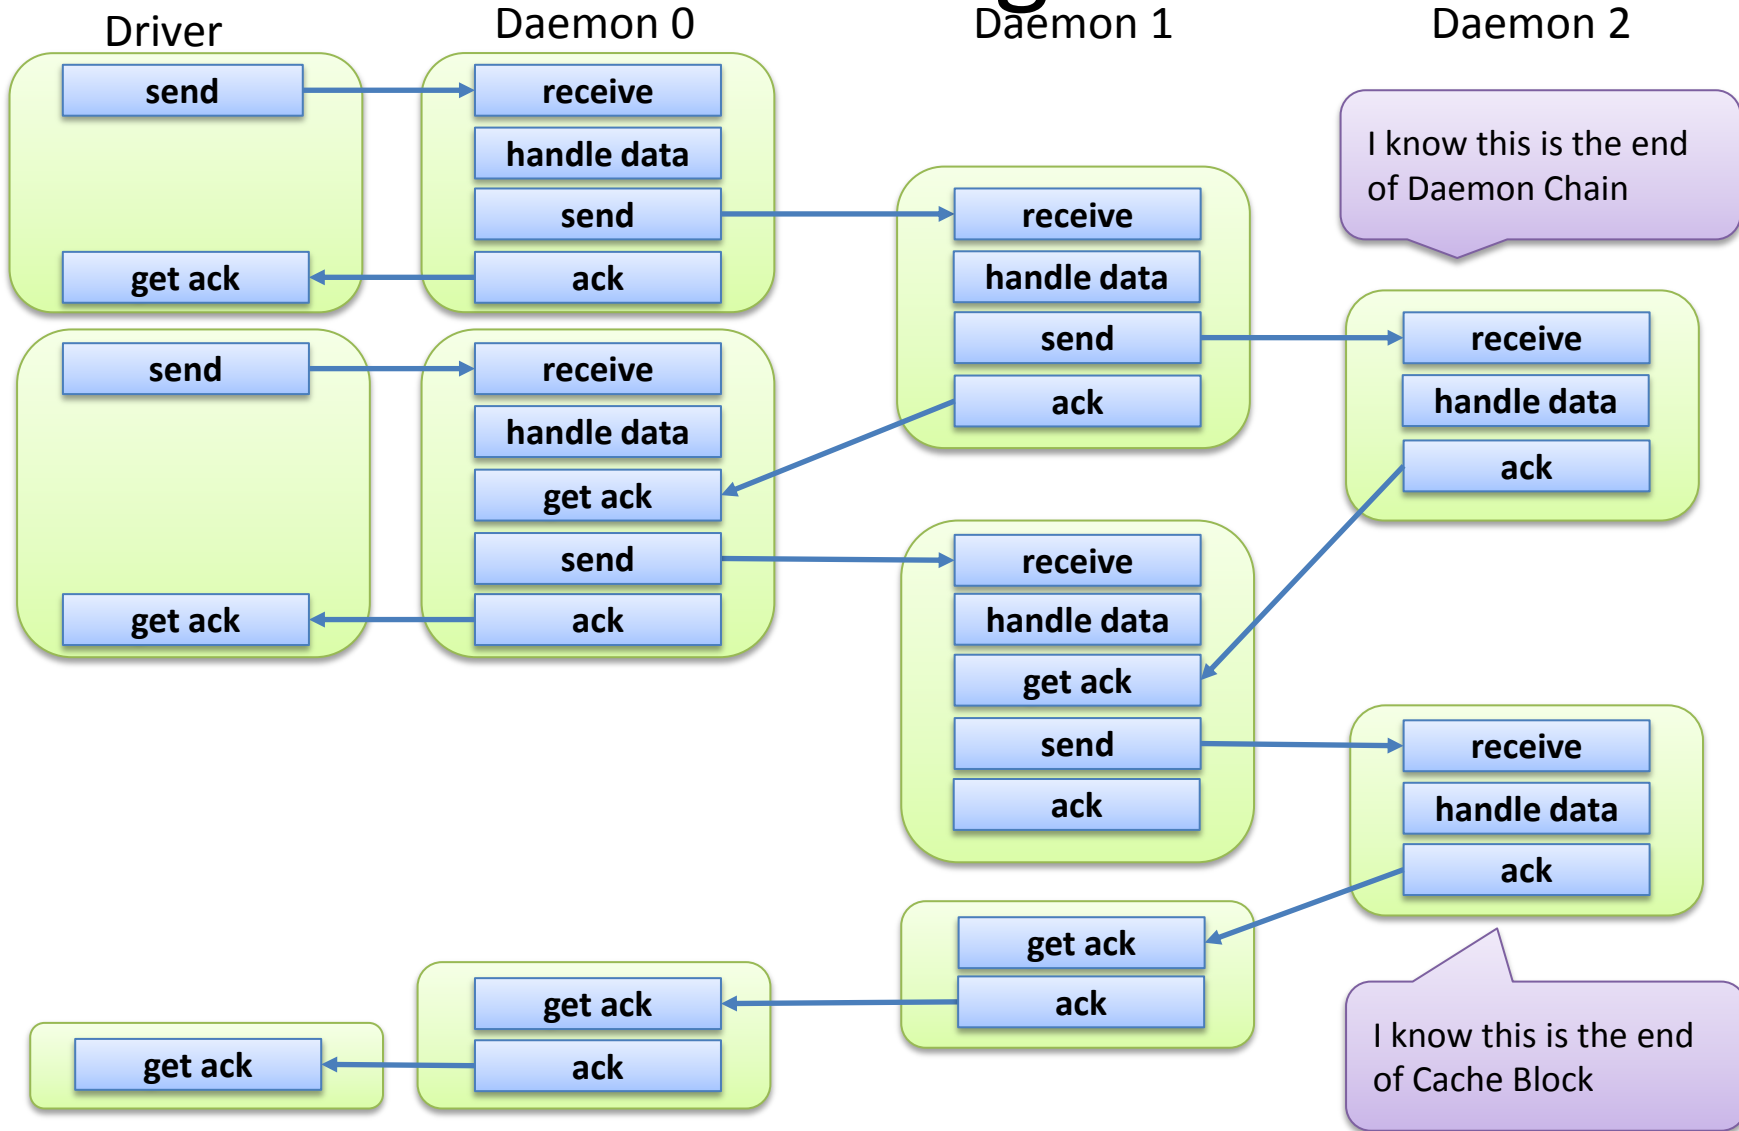 Driver
Daemon 0
Daemon 1
Daemon 2
send
receive
handle data
send
ack
get ack
receive
handle data
send
ack
I know this is the end
of Daemon Chain
receive
handle data
ack
send
receive
handle data
get ack
send
ack
get ack
receive
handle data
get ack
send
ack
receive
handle data
ack
get ack
ack
get ack
ack
get ack
I know this is the end
of Cache Block